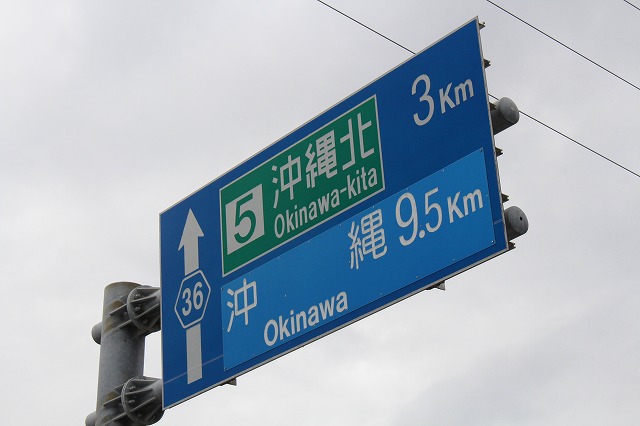 5 沖縄北 3Km
Okinawa-kita
36
沖縄 9.5Km
Okinawa